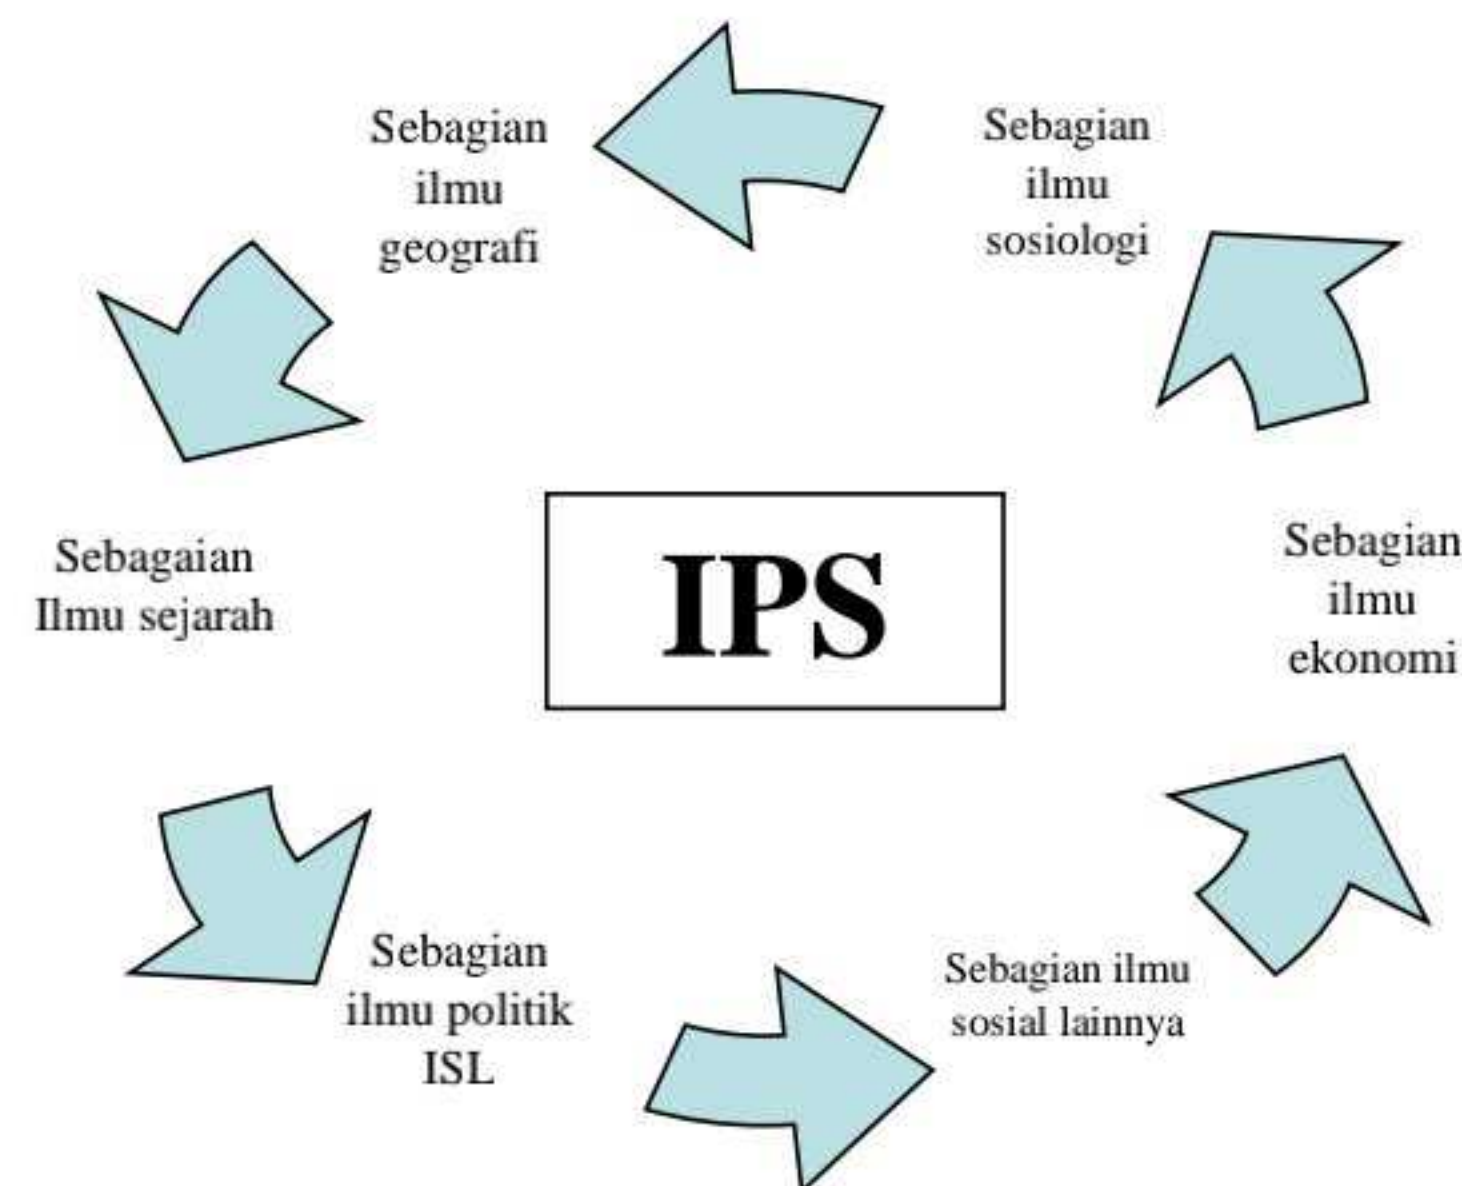 Sebagian
ilmu
geografi
Sebagian
ilmu
sosiologi
Sebagaian
Ilmu sejarah
IPS
Sebagian
ilmu
ekonomi
Sebagian
ilmu politik
ISL
Sebagian ilmu
sosial lainnya